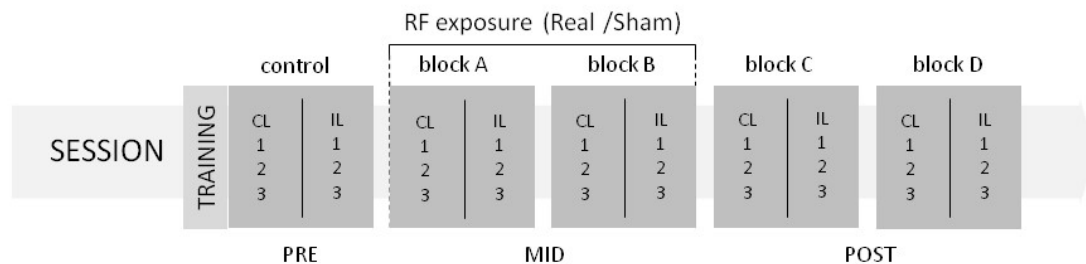 RF exposure (Real /Sham)
control block A block B block C block D
SESSION
TRAINING
CL IL CL IL CL IL CL IL CL IL
1 1 1 1 1 1 1 1 1 1
2 2 2 2 2 2 2 2 2 2
3 3 3 3 3 3 3 3 3 3
PRE MID POST